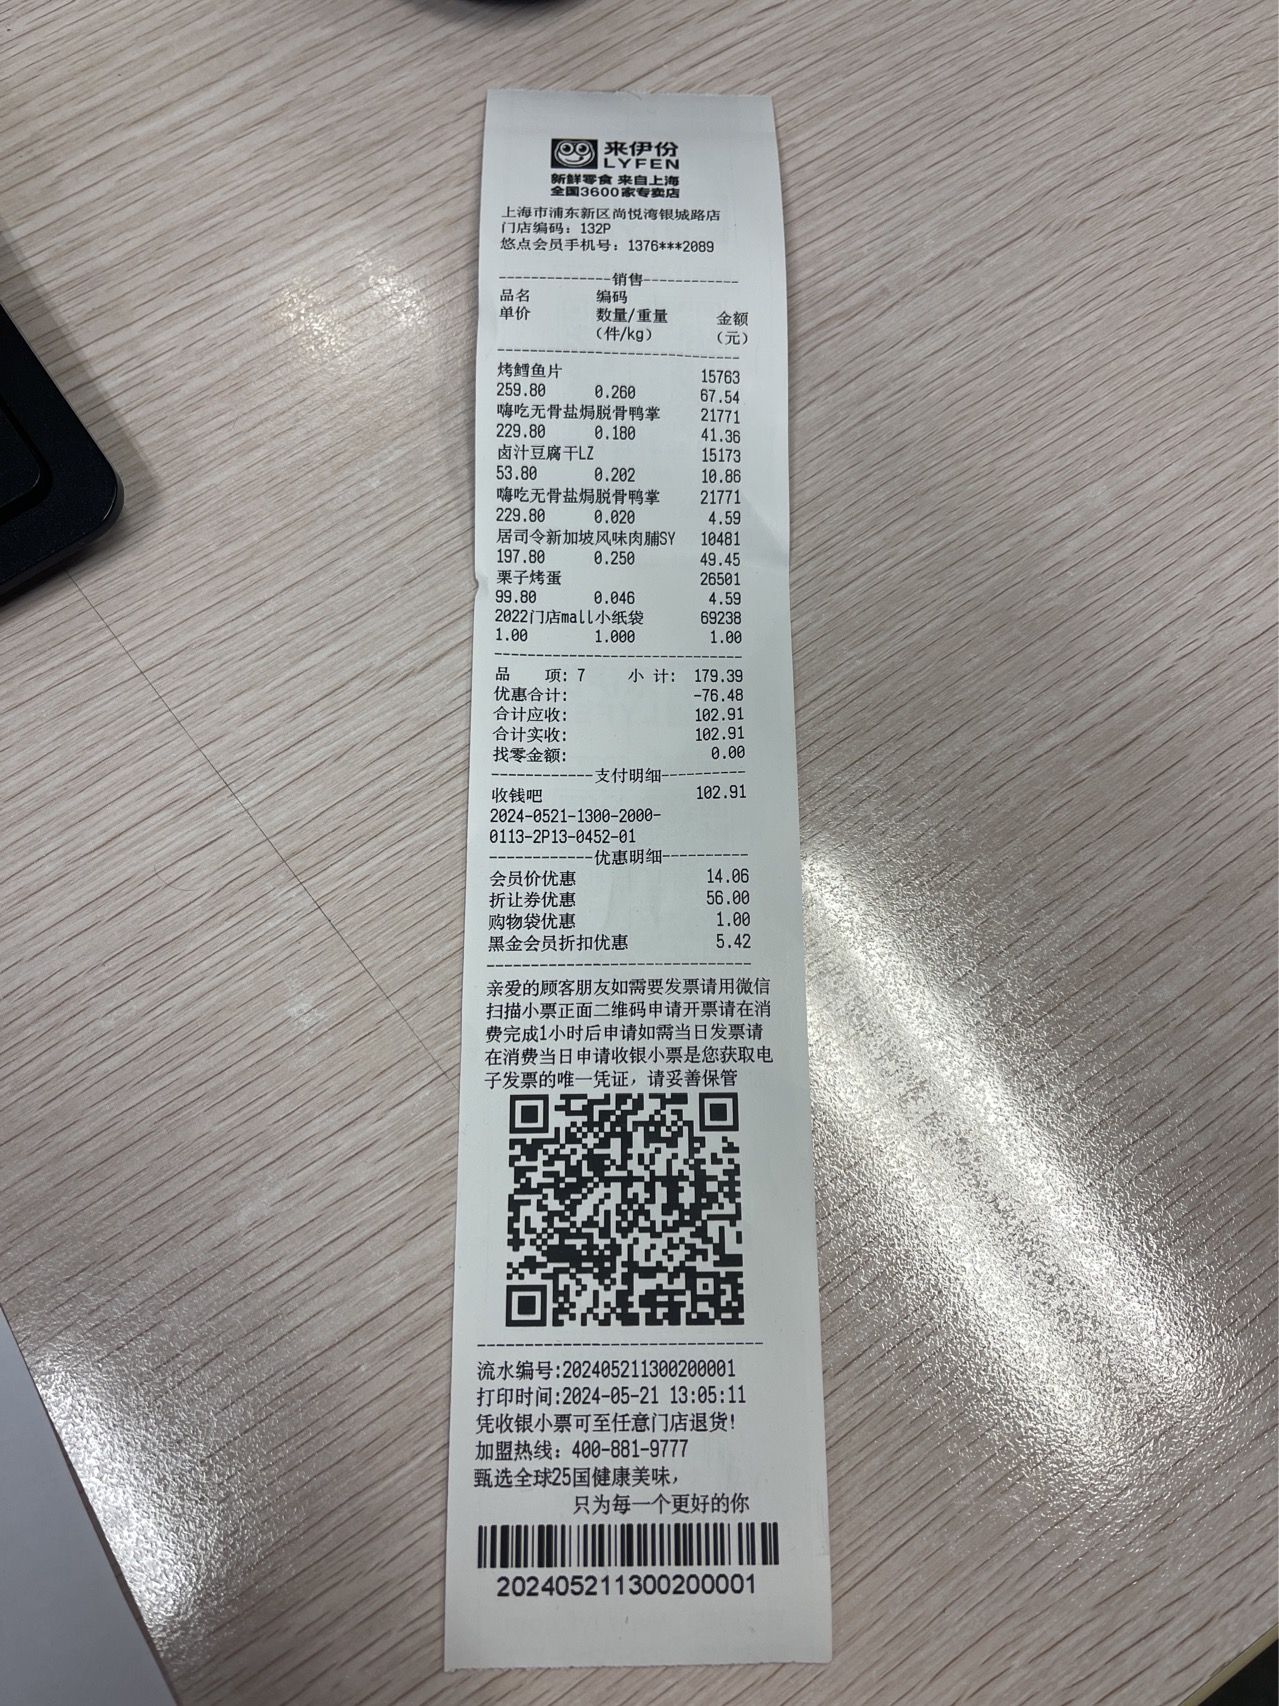 来伊份
LYFEN
新鲜零食 来自上海
全国3600家专卖店
上海市浦东新区尚悦湾银城路店
门店编码：132P
悠点会员手机号：1376***2089
-------------销售-------------
品名 编码
单价 数量/重量 金额
（件/kg） （元）
烤鳕鱼片 15763
259.80 0.260 67.54
嗨吃无骨盐焗脱骨鸭掌 21771
229.80 0.180 41.36
卤汁豆腐干LZ 15173
53.80 0.202 10.86
嗨吃无骨盐焗脱骨鸭掌 21771
229.80 0.020 4.59
居司令新加坡风味肉脯SY 10481
197.80 0.250 49.45
栗子烤蛋 26501
99.80 0.046 4.59
2022门店mall小纸袋 69238
1.00 1.000 1.00
品 项：7 小 计：179.39
优惠合计： -76.48
合计应收： 102.91
合计实收： 102.91
找零金额： 0.00
------------支付明细----------
收钱吧 102.91
2024-0521-1300-2000-
0113-2P13-0452-01
------------优惠明细----------
会员价优惠 14.06
折让券优惠 56.00
购物袋优惠 1.00
黑金会员折扣优惠 5.42
亲爱的顾客朋友如需要发票请用微信
扫描小票正面二维码申请开票请在消
费完成1小时后申请如需当日发票请
在消费当日申请收银小票是您获取电
子发票的唯一凭证，请妥善保管
流水编号:202405211300200001
打印时间:2024-05-21 13:05:11
凭收银小票可至任意门店退货!
加盟热线：400-881-9777
甄选全球25国健康美味，
只为每一个更好的你
202405211300200001